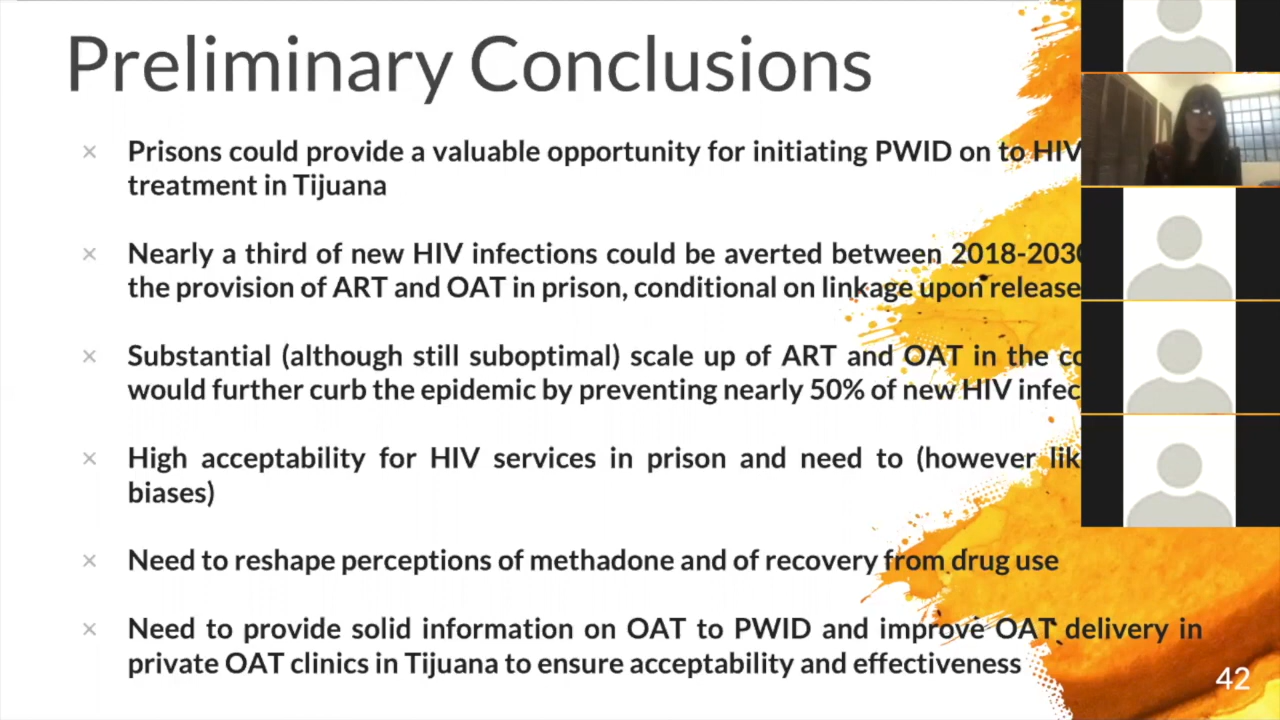 Preliminary Conclusions
× Prisons could provide a valuable opportunity for initiating PWID on to HIV
treatment in Tijuana
× Nearly a third of new HIV infections could be averted between 2018-2030
the provision of ART and OAT in prison, conditional on linkage upon release
× Substantial (although still suboptimal) scale up of ART and OAT in the
would further curb the epidemic by preventing nearly 50% of new HIV
× High acceptability for HIV services in prison and need to (however
biases)
× Need to reshape perceptions of methadone and of recovery from drug use
× Need to provide solid information on OAT to PWID and improve OAT delivery in
private OAT clinics in Tijuana to ensure acceptability and effectiveness
42